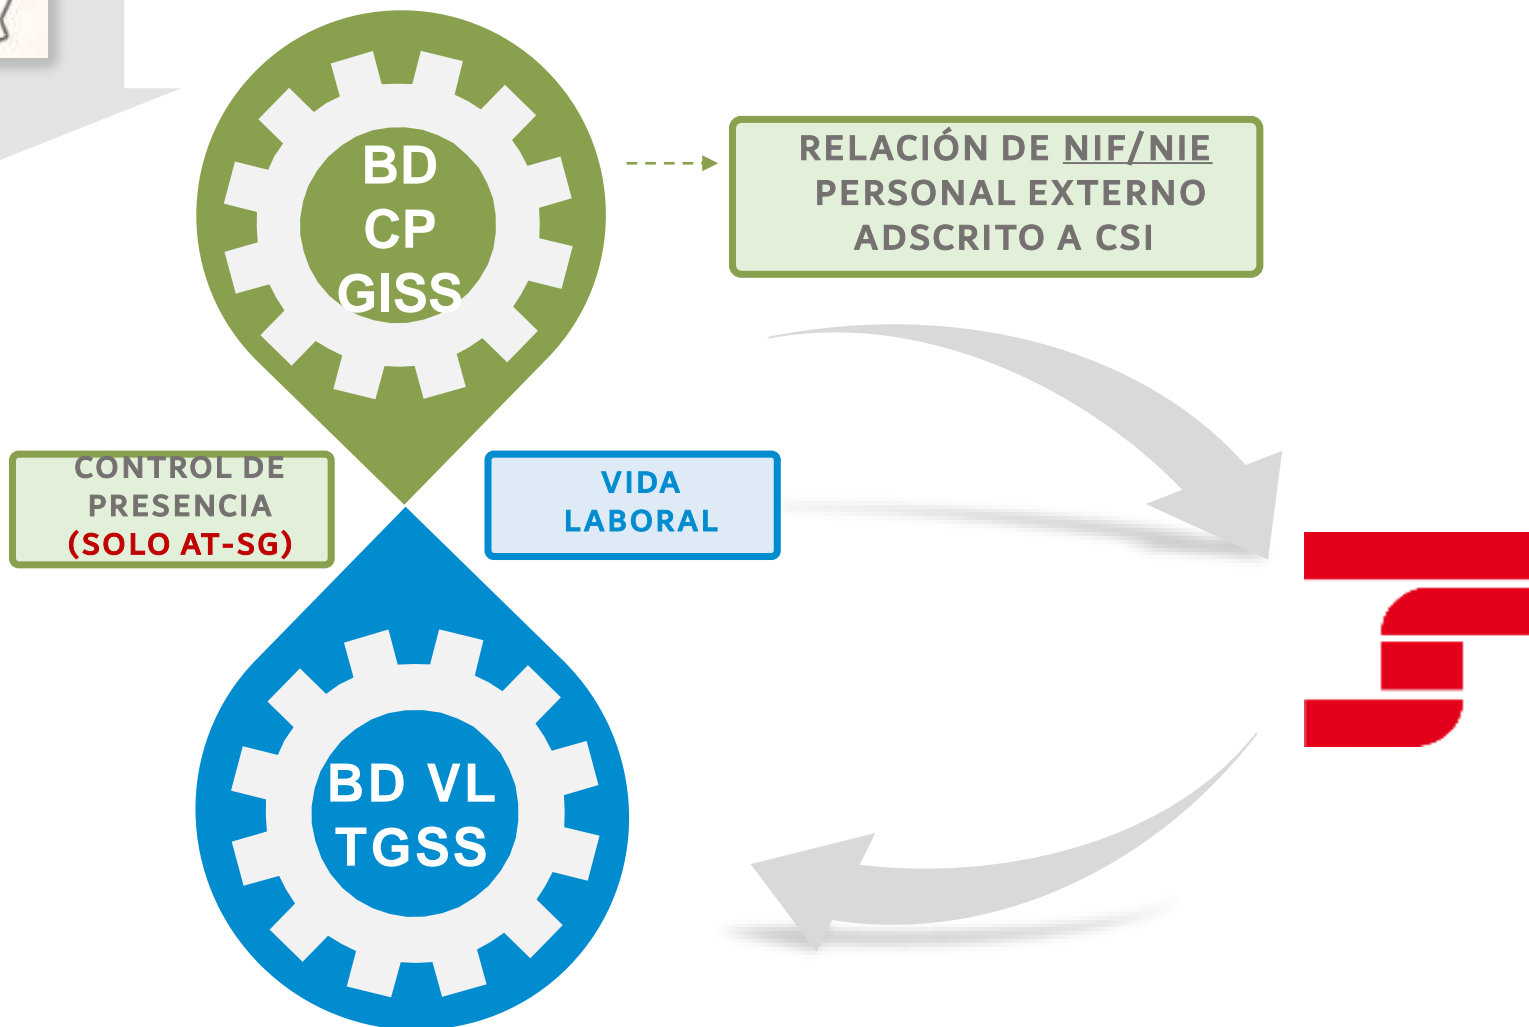 BD
CP
GISS
RELACIÓN DE NIF/NIE
PERSONAL EXTERNO
ADSCRITO A CSI
CONTROL DE
PRESENCIA
(SOLO AT-SG)
VIDA
LABORAL
BD VL
TGSS